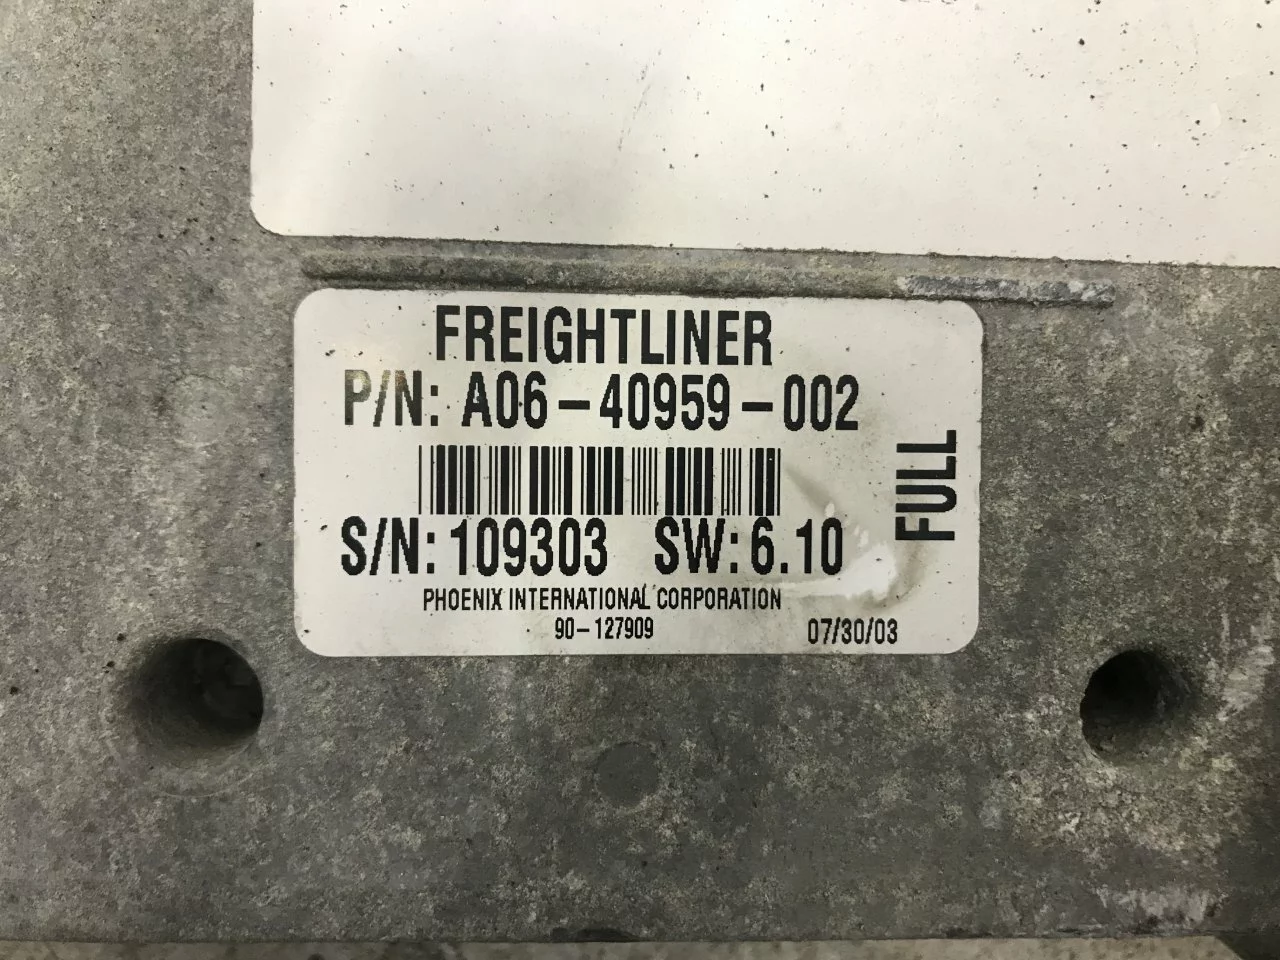 FREIGHTLINER
P/N: A06-40959-002
S/N: 109303 SW: 6.10
FULL
PHOENIX INTERNATIONAL CORPORATION
90-127909
07/30/03